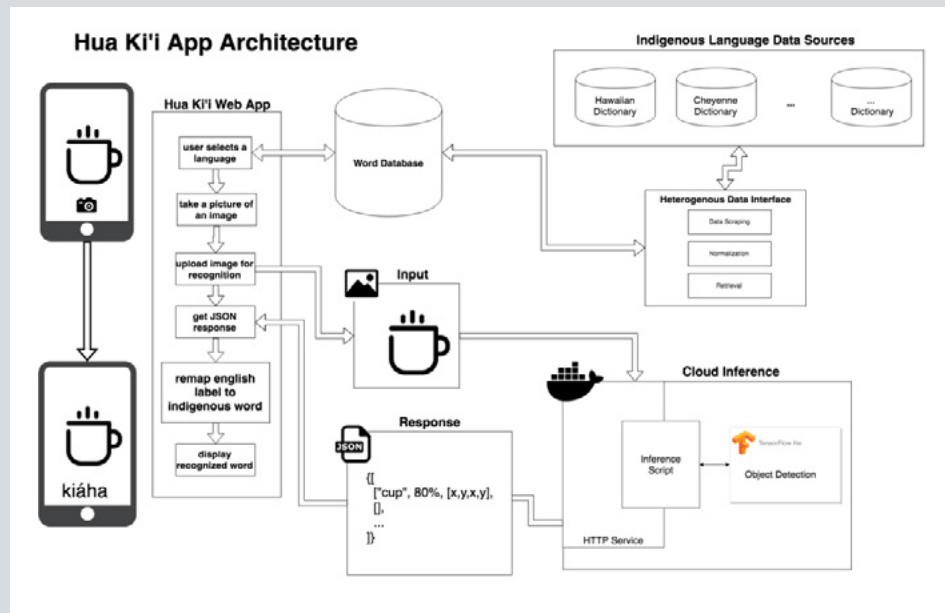 Hua Ki'i App Architecture
Indigenous Language Data Sources
Hawaiian
Dictionary
Cheyenne
Dictionary
...
...
Dictionary
Hua Ki'i Web App
user selects a
language
take a picture of
an image
upload image for
recognition
get JSON
response
remap english
label to
indigenous word
display
recognized word
Word Database
Heterogenous Data Interface
Data Scraping
Normalization
Retrieval
Input
kiáha
Response
JSON
{[
["cup", 80%, [x,y,x,y],
[],
...
]}
Cloud Inference
Inference
Script
TensorFlow lite
Object Detection
HTTP Service